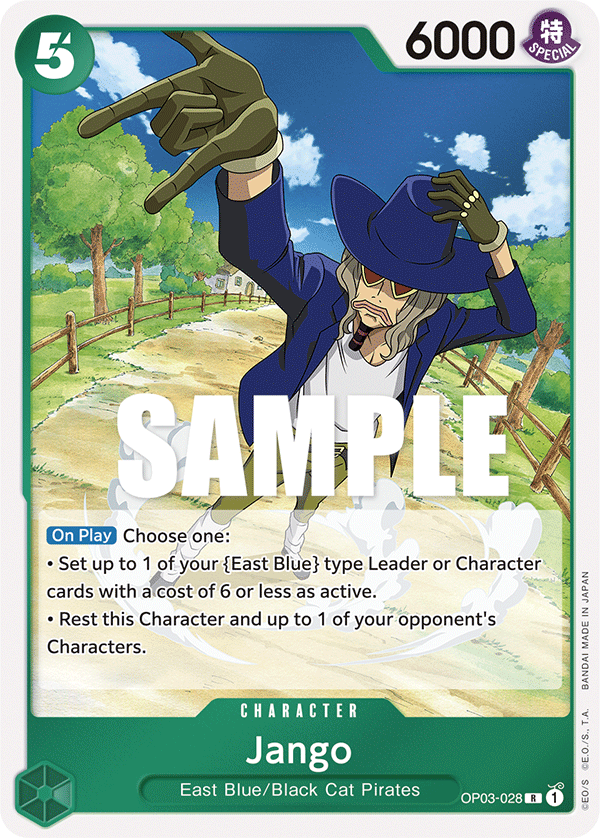 5
6000
特
SPECIAL
SAMPLE
On Play Choose one:
• Set up to 1 of your {East Blue} type Leader or Character
cards with a cost of 6 or less as active.
• Rest this Character and up to 1 of your opponent's
Characters.
CHARACTER
Jango
East Blue/Black Cat Pirates
OP03-028 R 1
©EO/S ©E.O./S., T.A. BANDAI MADE IN JAPAN